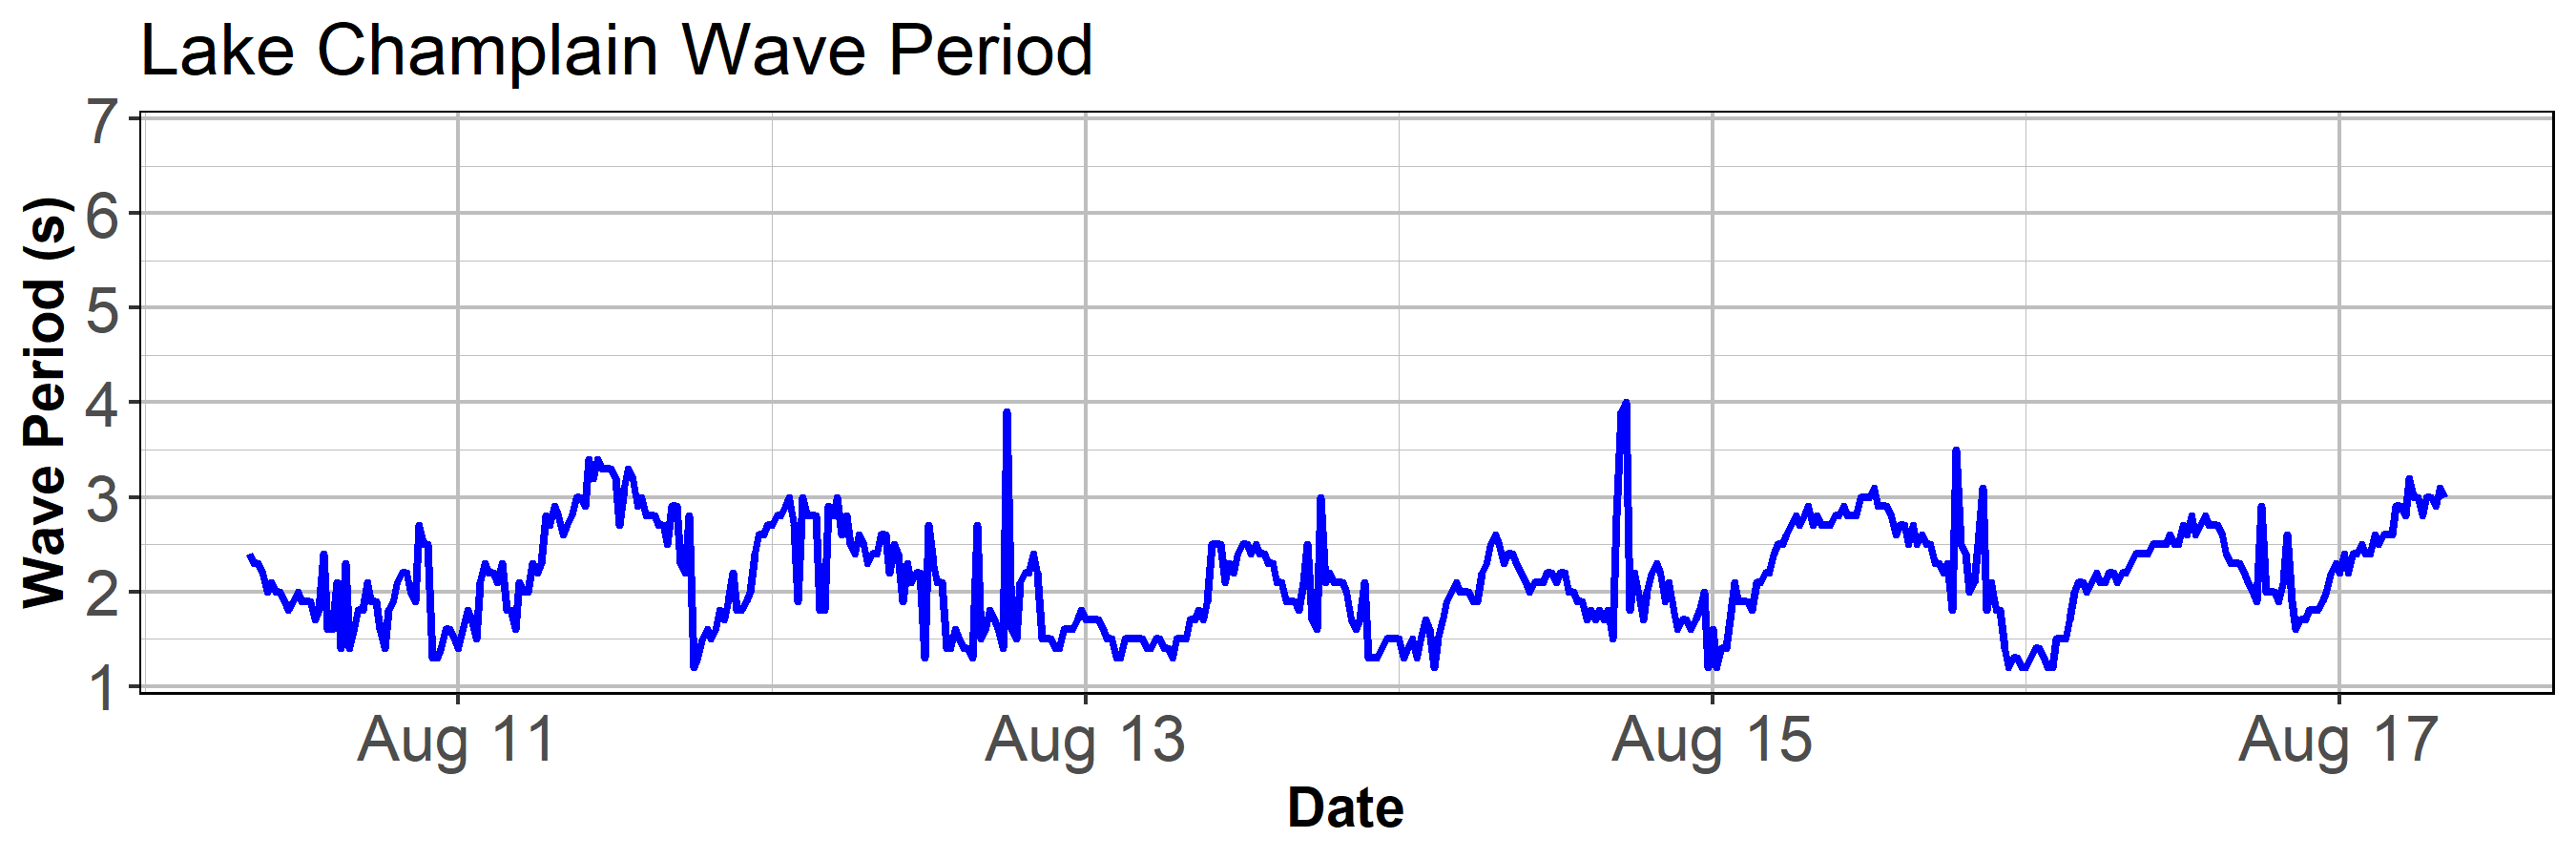 Lake Champlain Wave Period
Wave Period (s)
7
6
5
4
3
2
1
Aug 11
Aug 13
Aug 15
Aug 17
Date